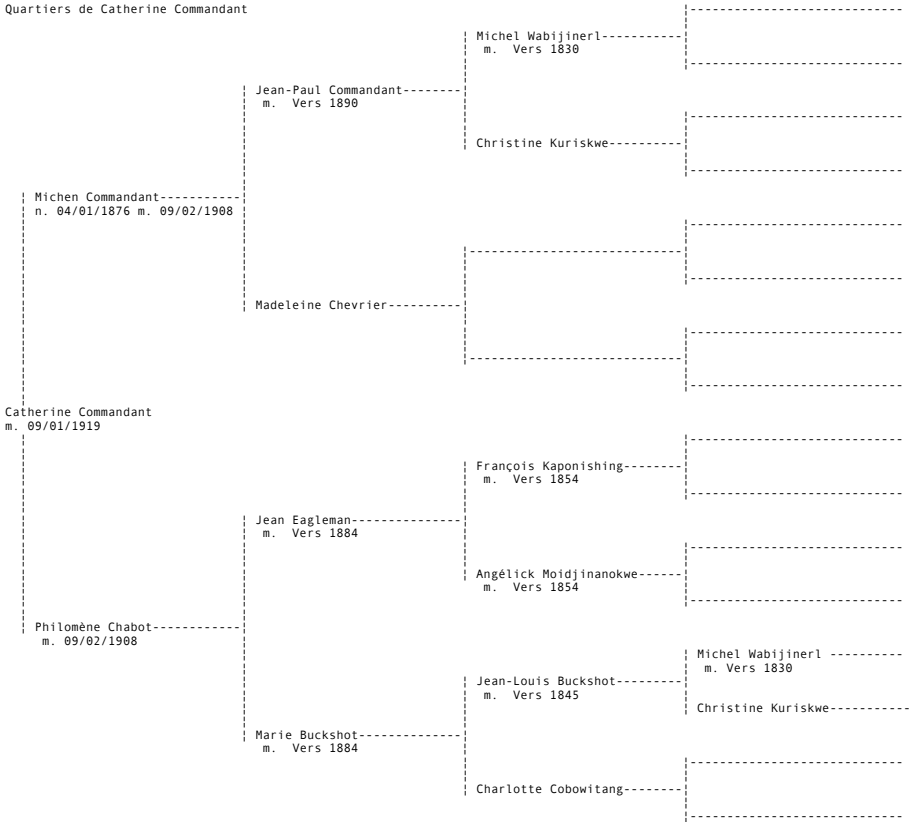 Quartiers de Catherine Commandant
Michel Wabijinerl
m. Vers 1830
Jean-Paul Commandant
m. Vers 1890
Christine Kuriskwe
Michen Commandant
n. 04/01/1876 m. 09/02/1908
Madeleine Chevrier
Catherine Commandant
m. 09/01/1919
François Kaponishing
m. Vers 1854
Jean Eagleman
m. Vers 1884
Angélick Moidjinanokwe
m. Vers 1854
Philomène Chabot
m. 09/02/1908
Michel Wabijinerl
m. Vers 1830
Jean-Louis Buckshot
m. Vers 1845
Christine Kuriskwe
Marie Buckshot
m. Vers 1884
Charlotte Cobowitang